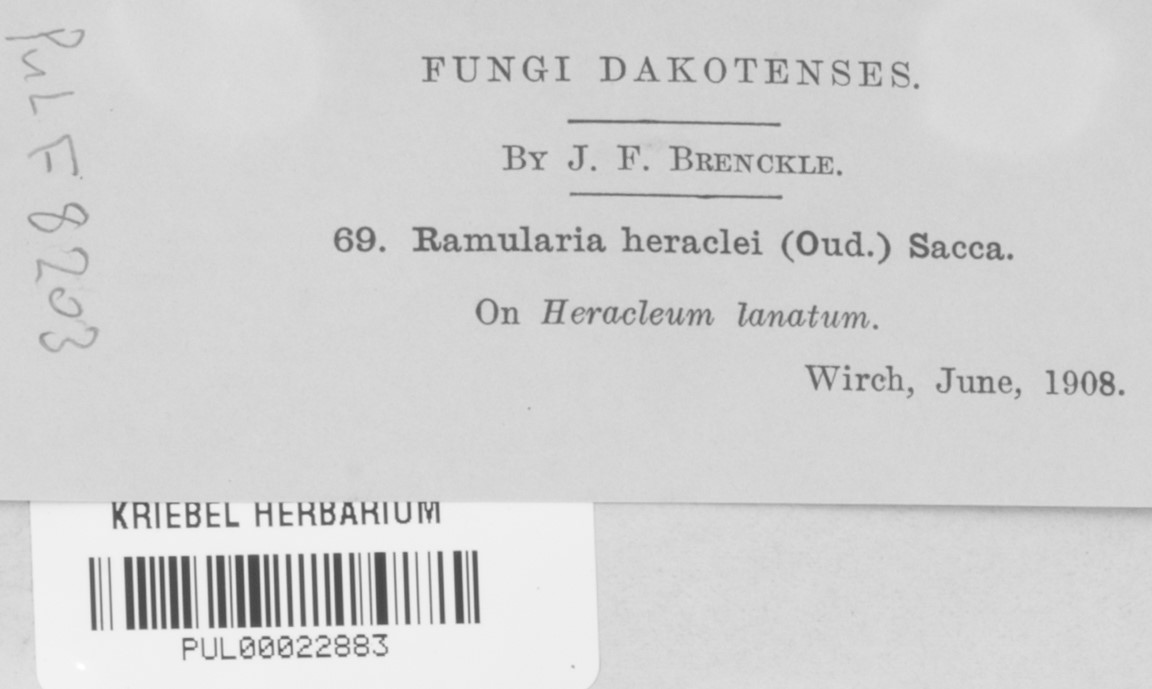 FUNGI DAKOTENSES.
BY J. F. BRENCKLE.
69. Ramularia heraclei (Oud.) Sacca.
On Heracleum lanatum.
Wirch, June, 1908.
PUL F 8203
KRIEBEL HERBARIUM
PUL00022883